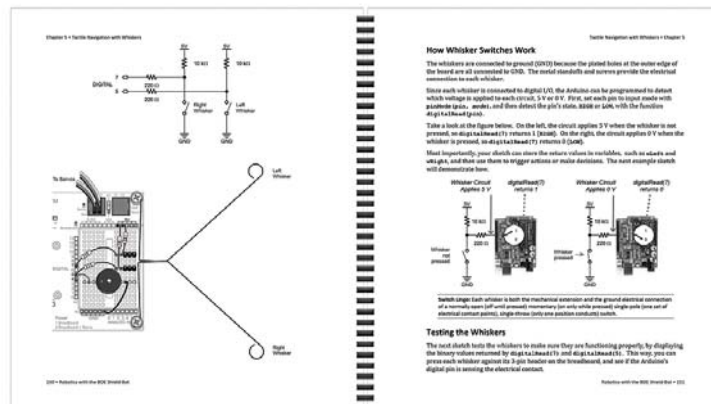 Chapter 5 • Tactile Navigation with Whiskers
5V
5V
10 kΩ
10 kΩ
7
DIGITAL
220 Ω
5
220 Ω
Right
Whisker
Left
Whisker
GND
GND
Left
Whisker
To Servos
DIGITAL
Right
Whisker
Robotics with the BOE Shield-Bot
Tactile Navigation with Whiskers • Chapter 5
How Whisker Switches Work
The whiskers are connected to ground (GND) because the plated holes at the outer edge of
the board are all connected to GND. The metal standoffs and screws provide the electrical
connection to each whisker.
Since each whisker is connected to digital I/O, the Arduino can be programmed to detect
which voltage is applied to each circuit, 5 V or 0 V. First, set each pin to input mode with
pinMode(pin, mode), and then detect the pin's state, HIGH or LOW, with the function
digitalRead(pin).
Take a look at the figure below. On the left, the circuit applies 5 V when the whisker is not
pressed, so digitalRead(7) returns 1 (HIGH). On the right, the circuit applies 0 V when the
whisker is pressed, so digitalRead(7) returns 0 (LOW).
Most importantly, your sketch can store the return values in variables, such as wLeft and
wRight, and then use them to trigger actions or make decisions. The next example sketch
will demonstrate how.
Whisker Circuit
Applies 5 V
digitalRead(7)
returns 1
Whisker Circuit
Applies 0 V
digitalRead(7)
returns 0
5V
10 kΩ
220 Ω
Whisker
not
pressed
GND
5V
10 kΩ
220 Ω
Whisker
pressed
GND
Switch Lingo: Each whisker is both the mechanical extension and the ground electrical connection
of a normally open (off until pressed) momentary (on only while pressed) single-pole (one set of
electrical contact points), single-throw (only one position conducts) switch.
Testing the Whiskers
The next sketch tests the whiskers to make sure they are functioning properly, by displaying
the binary values returned by digitalRead(7) and digitalRead(5). This way, you can
press each whisker against its 3-pin header on the breadboard, and see if the Arduino's
digital pin is sensing the electrical contact.
Robotics with the BOE Shield-Bot